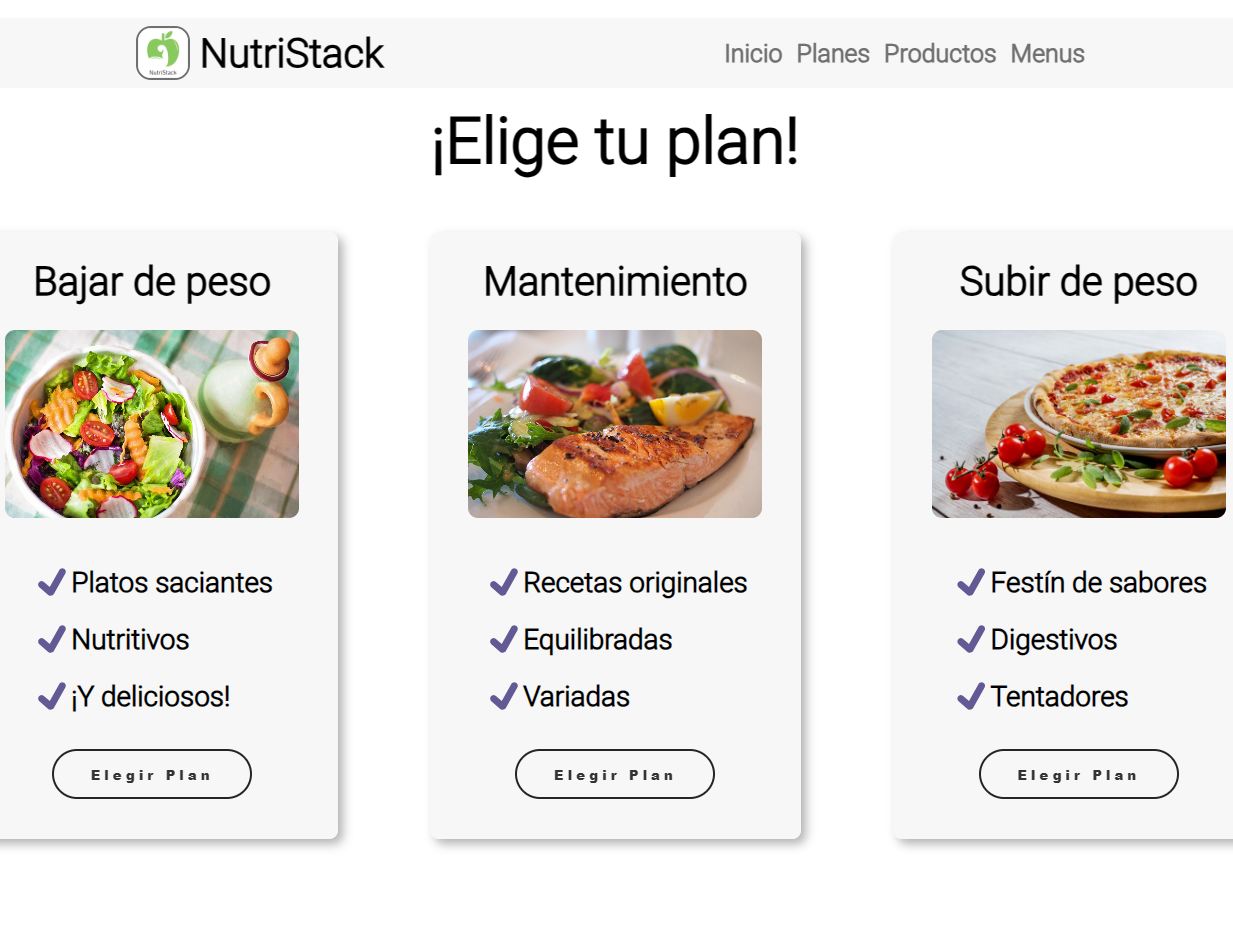 NutriStack
NutriStack
Inicio Planes Productos Menus
¡Elige tu plan!
Bajar de peso
Platos saciantes
Nutritivos
¡Y deliciosos!
Elegir Plan
Mantenimiento
Recetas originales
Equilibradas
Variadas
Elegir Plan
Subir de peso
Festín de sabores
Digestivos
Tentadores
Elegir Plan